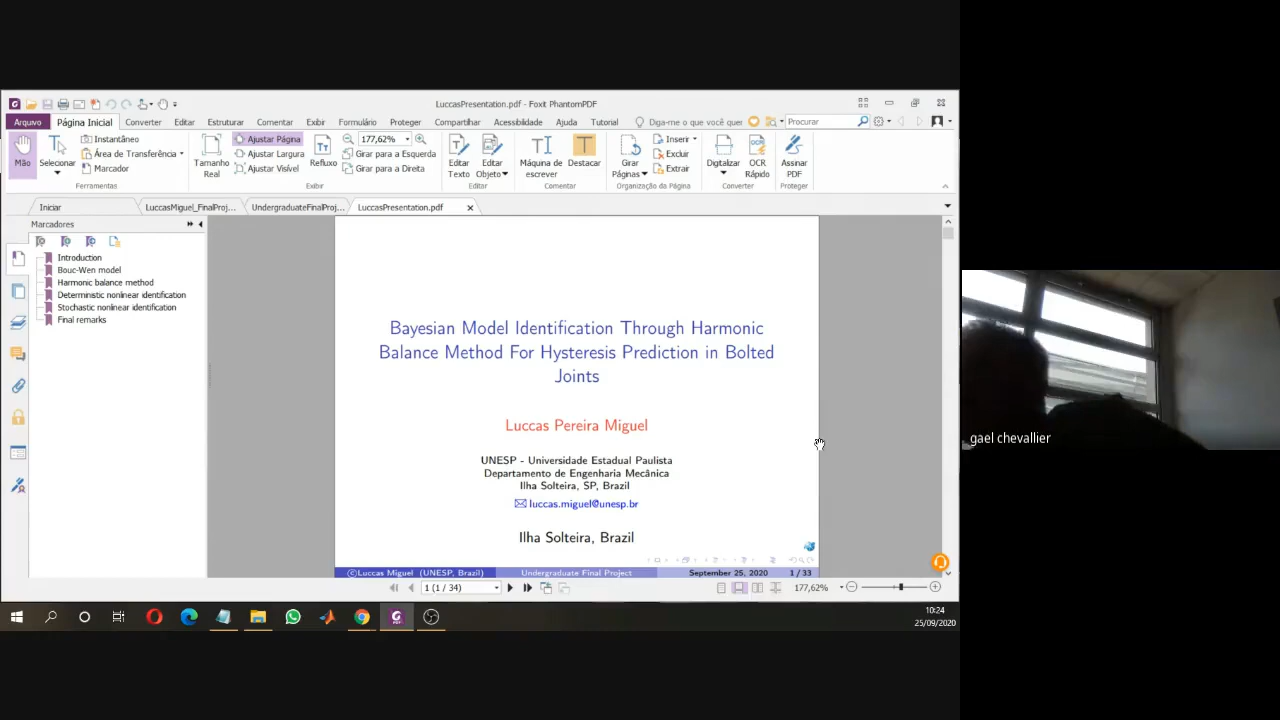 LuccasPresentation.pdf - Foxit PhantomPDF
Arquivo Página Inicial Converter Editar Estruturar Comentar Exibir Formulário Proteger Compartilhar Acessibilidade Ajuda Tutorial Diga-me o que você quer Procurar
Mão
Selecionar
Instantâneo
Área de Transferência
Marcador
Ferramentas
Tamanho Real
Ajustar Página
Ajustar Largura
Ajustar Visível
Refluxo
177,62%
Girar para a Esquerda
Girar para a Direita
Exibir
Editar Texto
Editar Objeto
Editar
Máquina de escrever
Destacar
Comentar
Girar Páginas
Inserir
Excluir
Extrair
Organização da Página
Digitalizar
OCR Rápido
Converter
Assinar PDF
Proteger
Iniciar LuccasMiguel_FinalProj... UndergraduateFinalProj... LuccasPresentation.pdf
Marcadores
Introduction
Bouc-Wen model
Harmonic balance method
Deterministic nonlinear identification
Stochastic nonlinear identification
Final remarks
Bayesian Model Identification Through Harmonic
Balance Method For Hysteresis Prediction in Bolted
Joints
Luccas Pereira Miguel
UNESP - Universidade Estadual Paulista
Departamento de Engenharia Mecânica
Ilha Solteira, SP, Brazil
luccas.miguel@unesp.br
Ilha Solteira, Brazil
©Luccas Miguel (UNESP, Brazil) Undergraduate Final Project September 25, 2020 1 / 33
1 (1 / 34) 177,62%
10:24
25/09/2020
gael chevallier